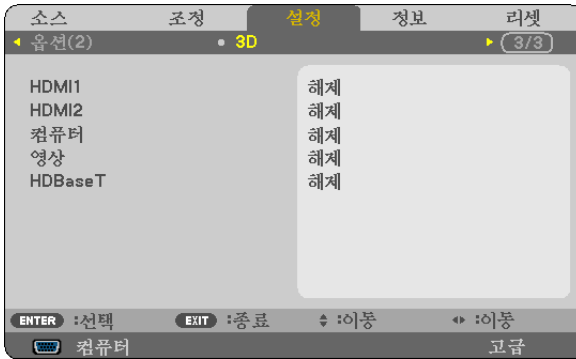 소스 조정 설정 정보 리셋
옵션(2) 3D 3/3
HDMI1 해제
HDMI2 해제
컴퓨터 해제
영상 해제
HDBaseT 해제
ENTER :선택 EXIT :종료 :이동 :이동
컴퓨터 고급